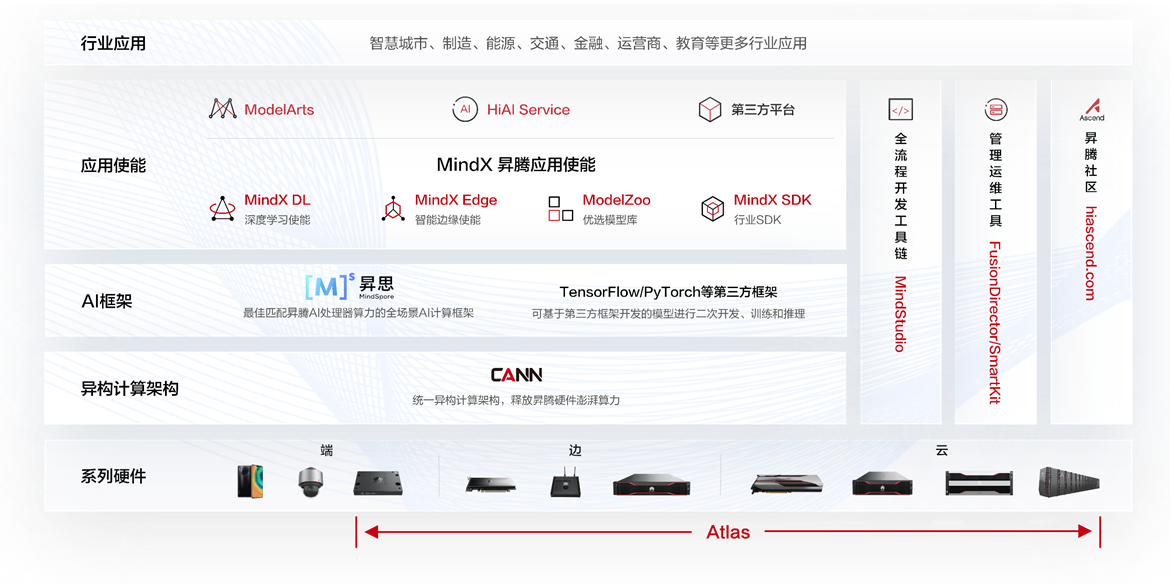 行业应用
智慧城市、制造、能源、交通、金融、运营商、教育等更多行业应用
ModelArts
AI
HiAI Service
第三方平台
应用使能
MindX 昇腾应用使能
MindX DL
深度学习使能
MindX Edge
智能边缘使能
ModelZoo
优选模型库
MindX SDK
行业SDK
AI框架
[M]s 昇思
MindSpore
最佳匹配昇腾AI处理器算力的全场景AI计算框架
TensorFlow/PyTorch等第三方框架
可基于第三方框架开发的模型进行二次开发、训练和推理
异构计算架构
CANN
统一异构计算架构，释放昇腾硬件澎湃算力
</>
全流程开发工具链 MindStudio
管理运维工具 FusionDirector/SmartKit
Ascend
昇腾社区 hiascend.com
系列硬件
端
边
云
Atlas